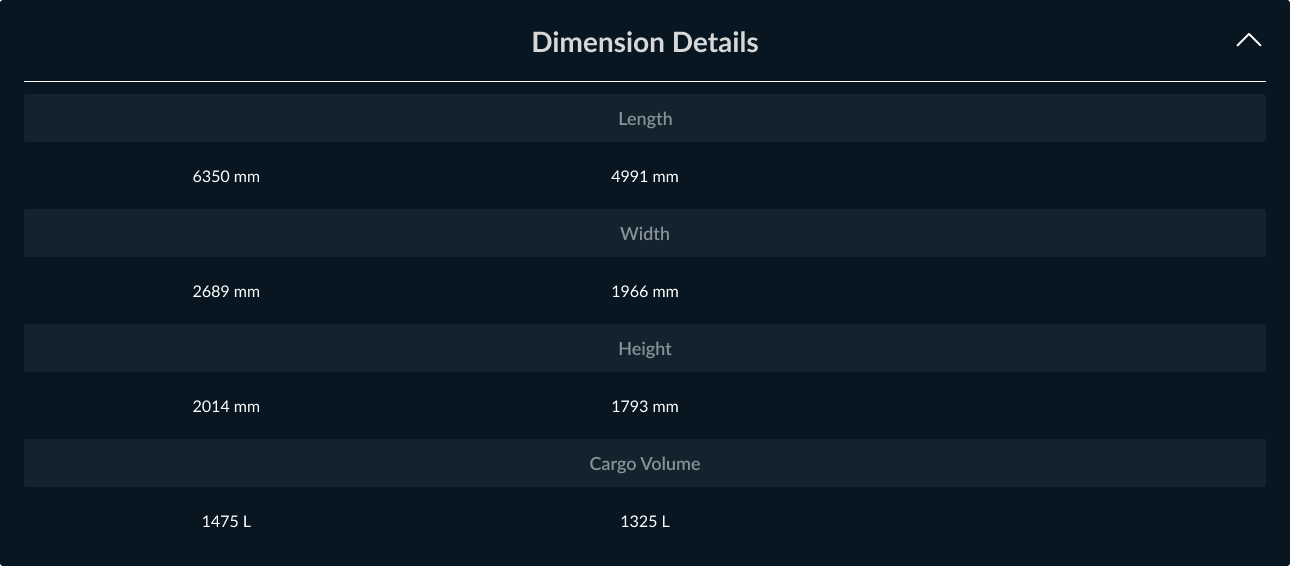 Dimension Details
Length
6350 mm 4991 mm
Width
2689 mm 1966 mm
Height
2014 mm 1793 mm
Cargo Volume
1475 L 1325 L